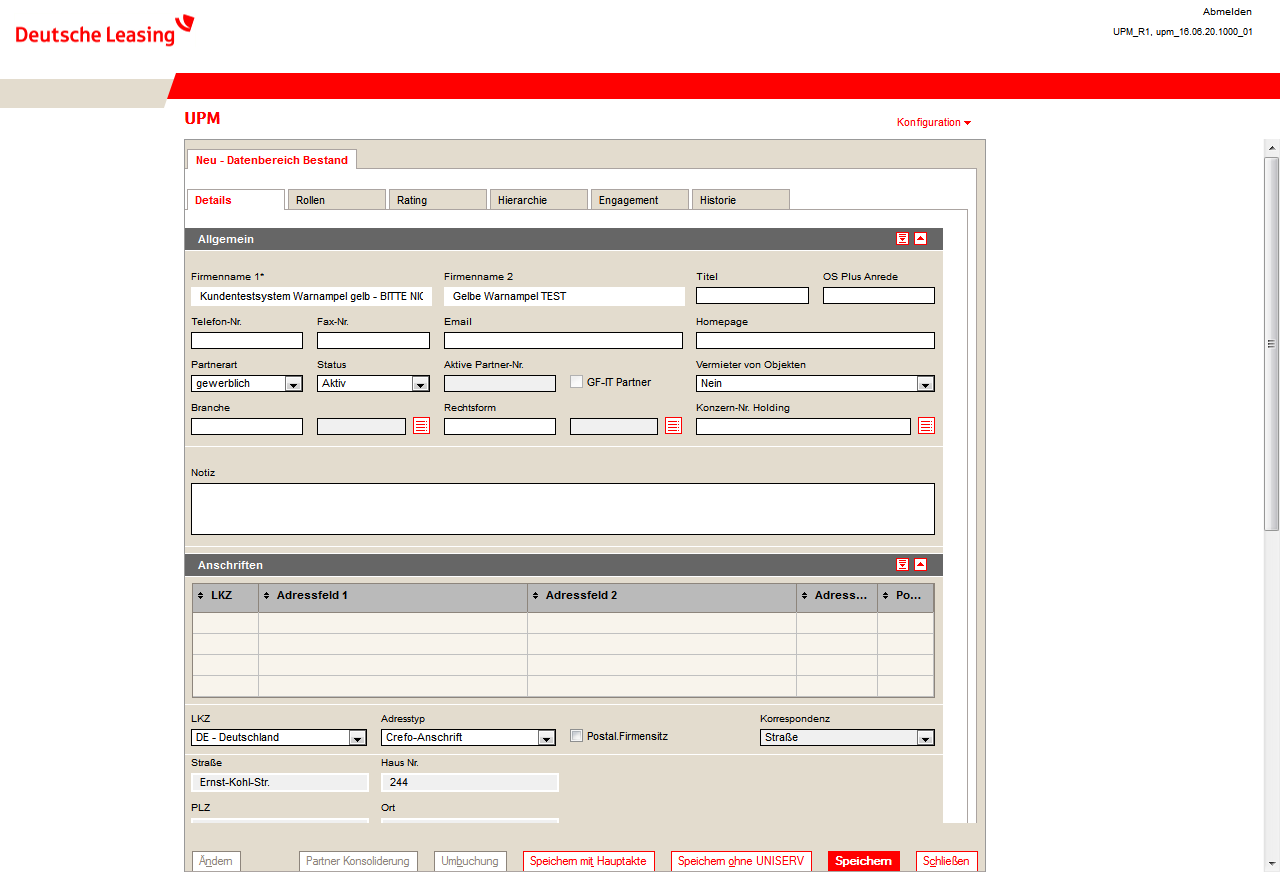 Deutsche Leasing
Abmelden
UPM_R1, upm_16.06.20.1000_01
UPM
Konfiguration
Neu - Datenbereich Bestand
Details Rollen Rating Hierarchie Engagement Historie
Allgemein
Firmenname 1* Firmenname 2 Titel OS Plus Anrede
Kundentestsystem Warnampel gelb - BITTE Gelbe Warnampel TEST
Telefon-Nr. Fax-Nr. Email Homepage
Partnerart Status Aktive Partner-Nr. Vermieter von Objekten
gewerblich Aktiv GF-IT Partner Nein
Branche Rechtsform Konzern-Nr. Holding
Notiz
Anschriften
LKZ Adressfeld 1 Adressfeld 2 Adress... Po...
LKZ Adresstyp Korrespondenz
DE - Deutschland Crefo-Anschrift Postal.Firmensitz Straße
Straße Haus Nr.
Ernst-Kohl-Str. 244
PLZ Ort
Ändern Partner Konsolidierung Umbuchung Speichern mit Hauptakte Speichern ohne UNISERV Speichern Schließen